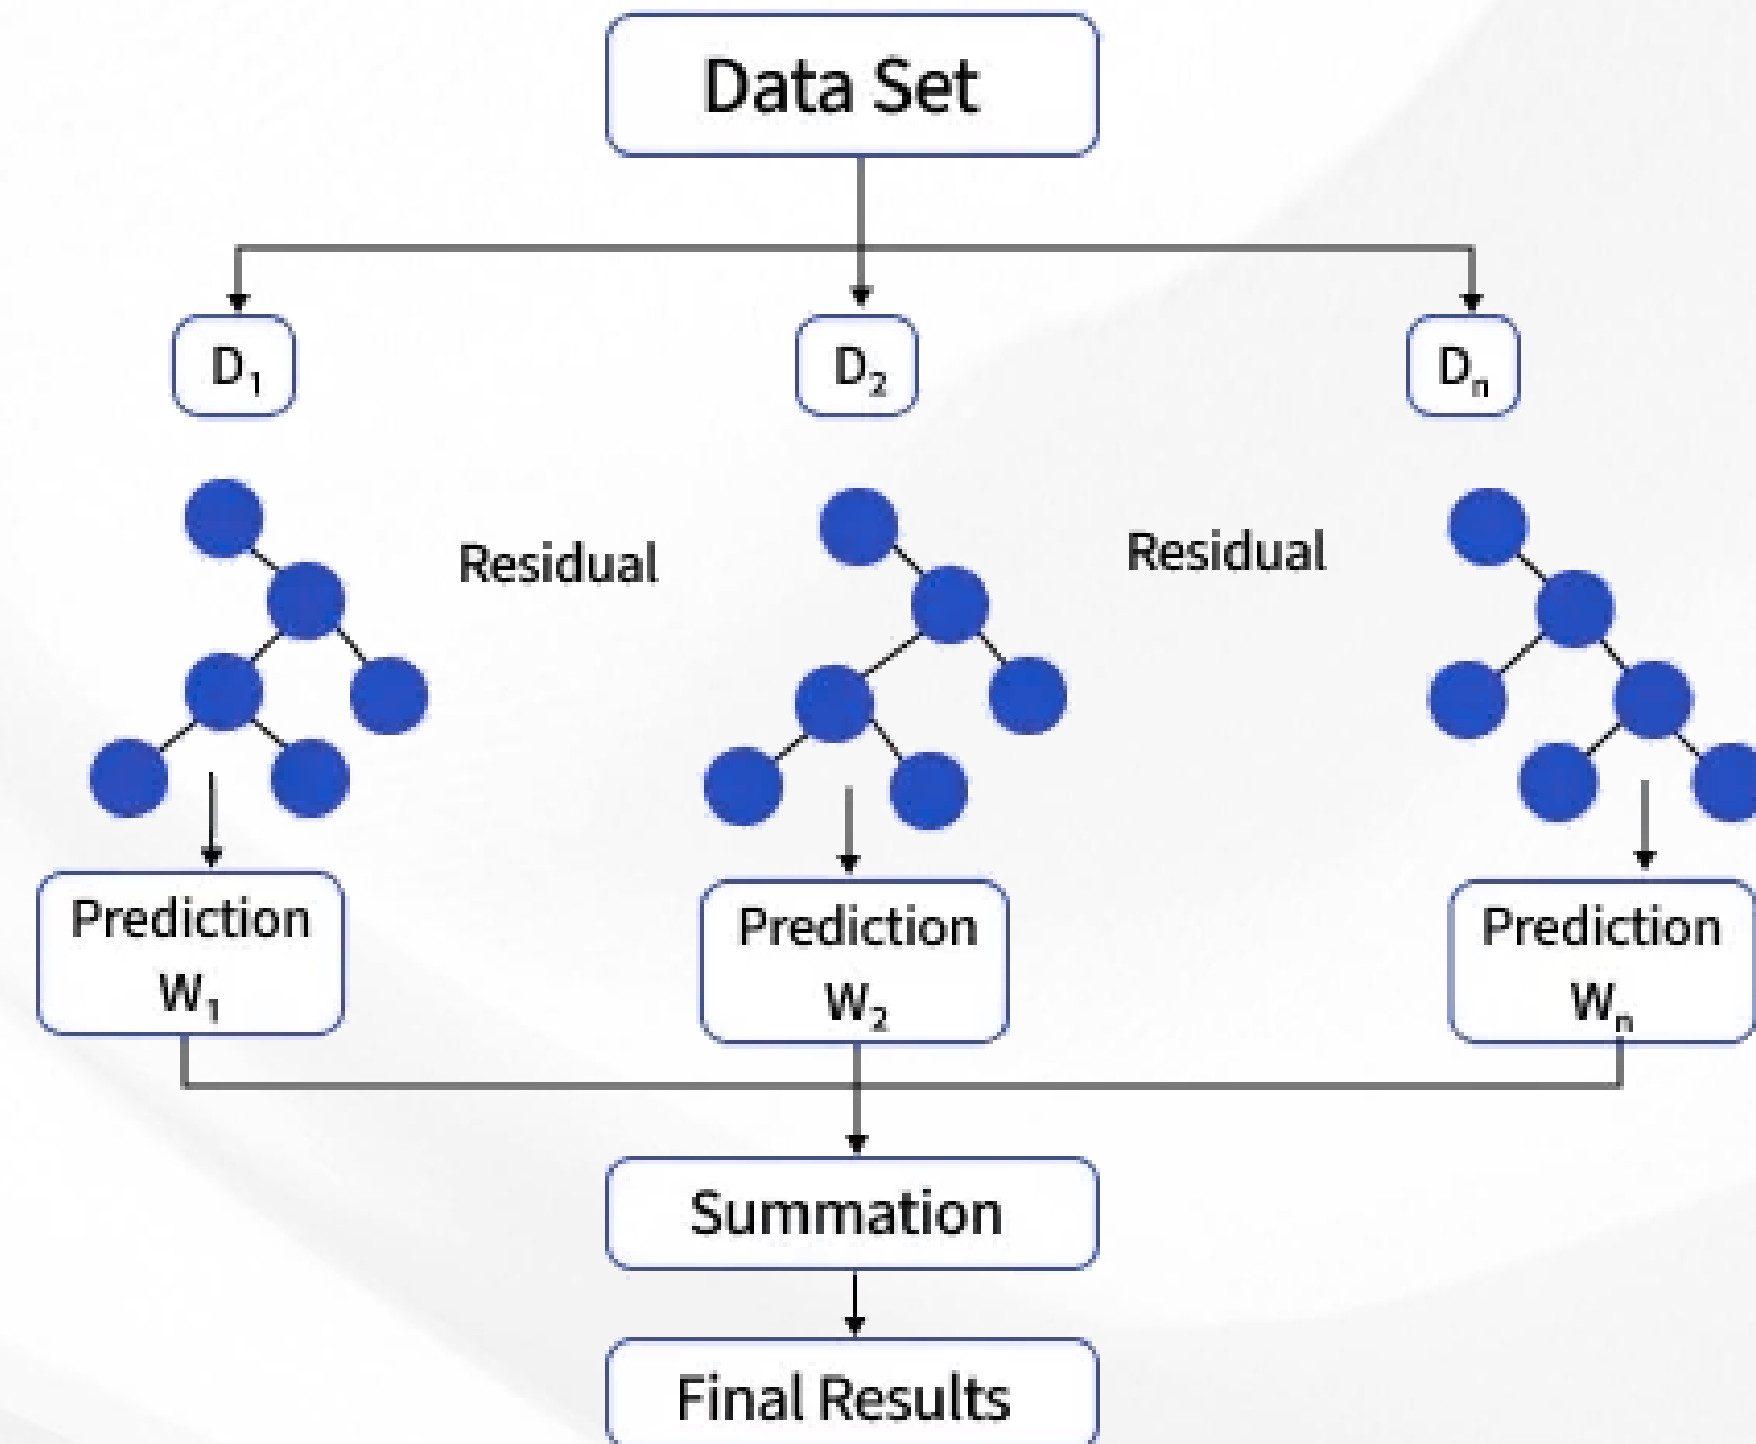 Data Set
D₁
D₂
Dₙ
Residual
Residual
Prediction
W₁
Prediction
W₂
Prediction
Wₙ
Summation
Final Results